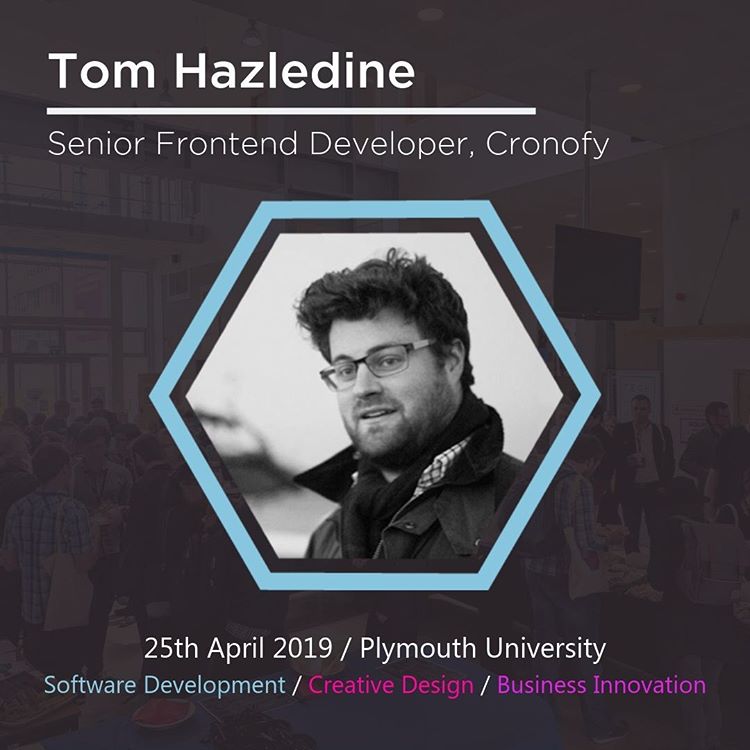 Tom Hazledine
Senior Frontend Developer, Cronofy
25th April 2019 / Plymouth University
Software Development / Creative Design / Business Innovation